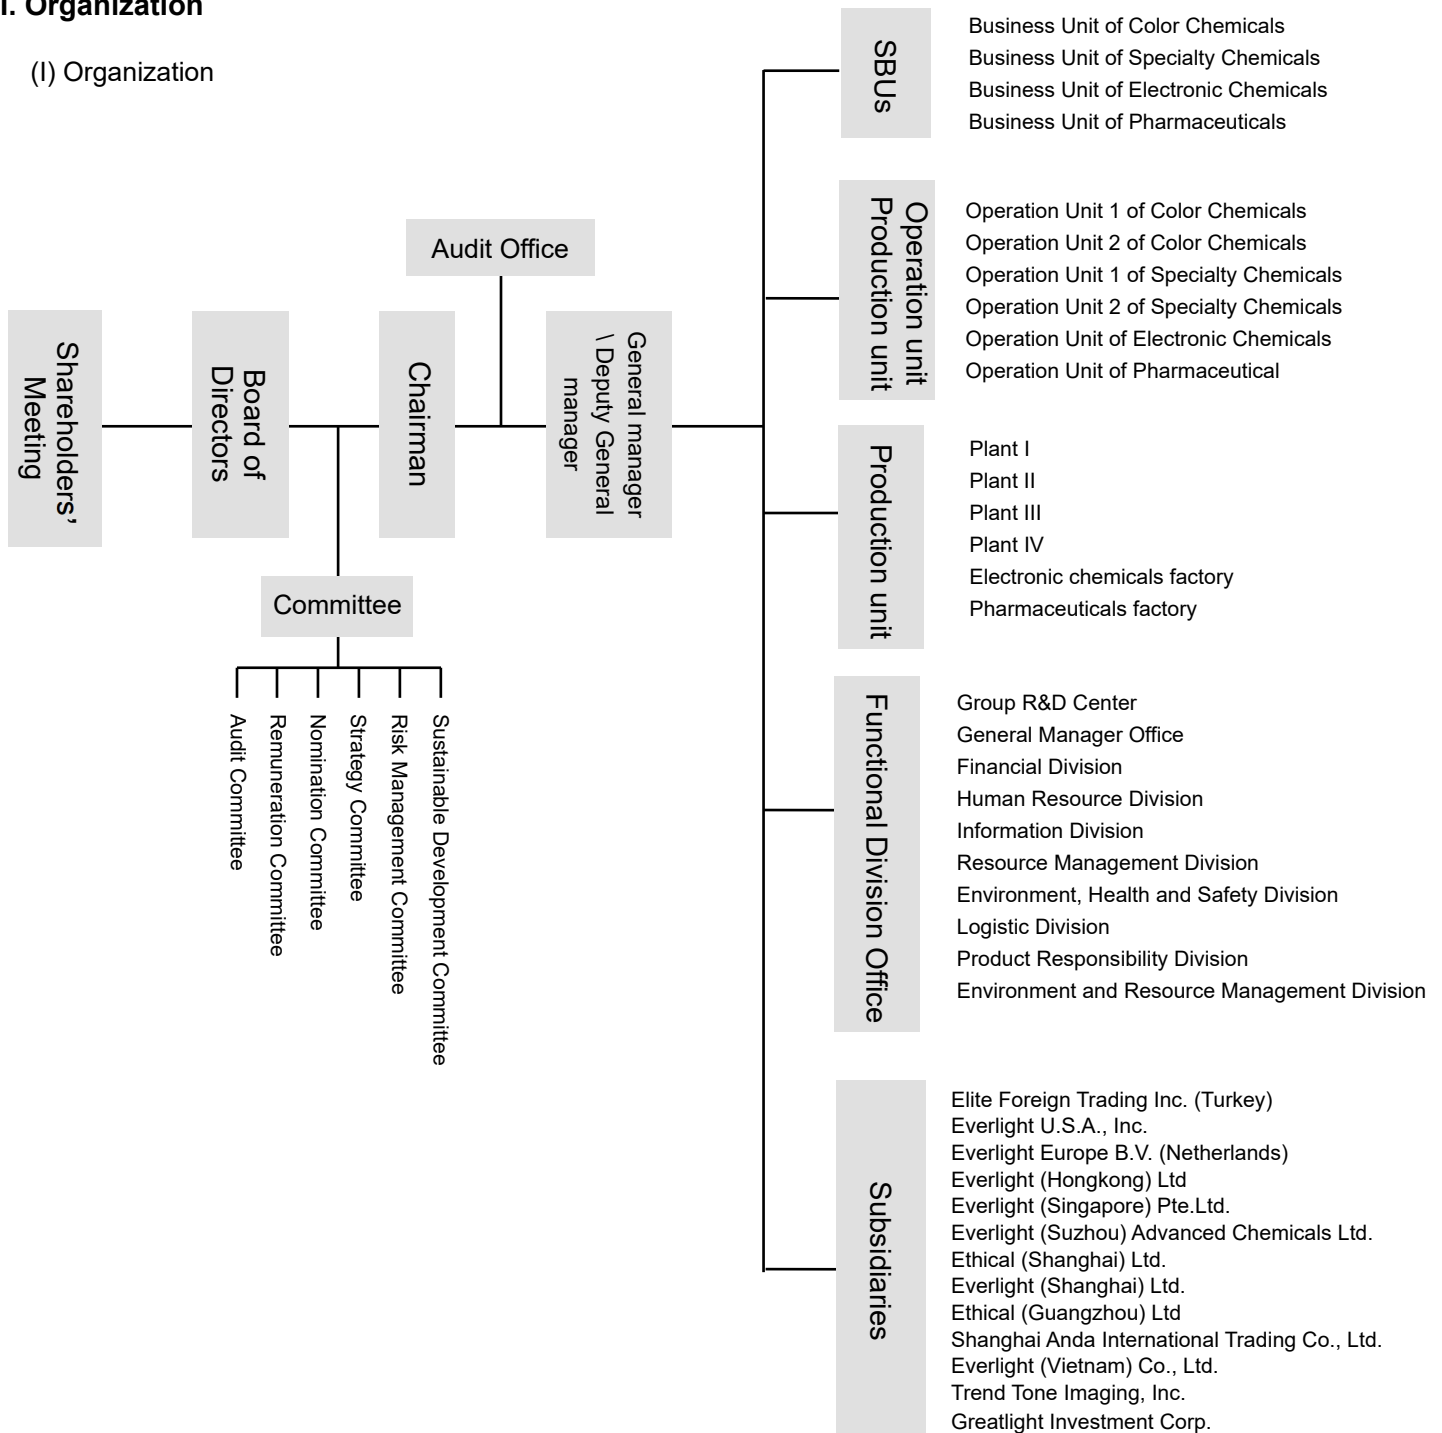 I. Organization
(I) Organization
Shareholders'
Meeting
Board of
Directors
Chairman
Audit Office
General manager
\ Deputy General
manager
Committee
Audit Committee
Remuneration Committee
Nomination Committee
Strategy Committee
Risk Management Committee
Sustainable Development Committee
SBUs
Business Unit of Color Chemicals
Business Unit of Specialty Chemicals
Business Unit of Electronic Chemicals
Business Unit of Pharmaceuticals
Operation unit
Production unit
Operation Unit 1 of Color Chemicals
Operation Unit 2 of Color Chemicals
Operation Unit 1 of Specialty Chemicals
Operation Unit 2 of Specialty Chemicals
Operation Unit of Electronic Chemicals
Operation Unit of Pharmaceutical
Production unit
Plant I
Plant II
Plant III
Plant IV
Electronic chemicals factory
Pharmaceuticals factory
Functional Division Office
Group R&D Center
General Manager Office
Financial Division
Human Resource Division
Information Division
Resource Management Division
Environment, Health and Safety Division
Logistic Division
Product Responsibility Division
Environment and Resource Management Division
Subsidiaries
Elite Foreign Trading Inc. (Turkey)
Everlight U.S.A., Inc.
Everlight Europe B.V. (Netherlands)
Everlight (Hongkong) Ltd
Everlight (Singapore) Pte.Ltd.
Everlight (Suzhou) Advanced Chemicals Ltd.
Ethical (Shanghai) Ltd.
Everlight (Shanghai) Ltd.
Ethical (Guangzhou) Ltd
Shanghai Anda International Trading Co., Ltd.
Everlight (Vietnam) Co., Ltd.
Trend Tone Imaging, Inc.
Greatlight Investment Corp.